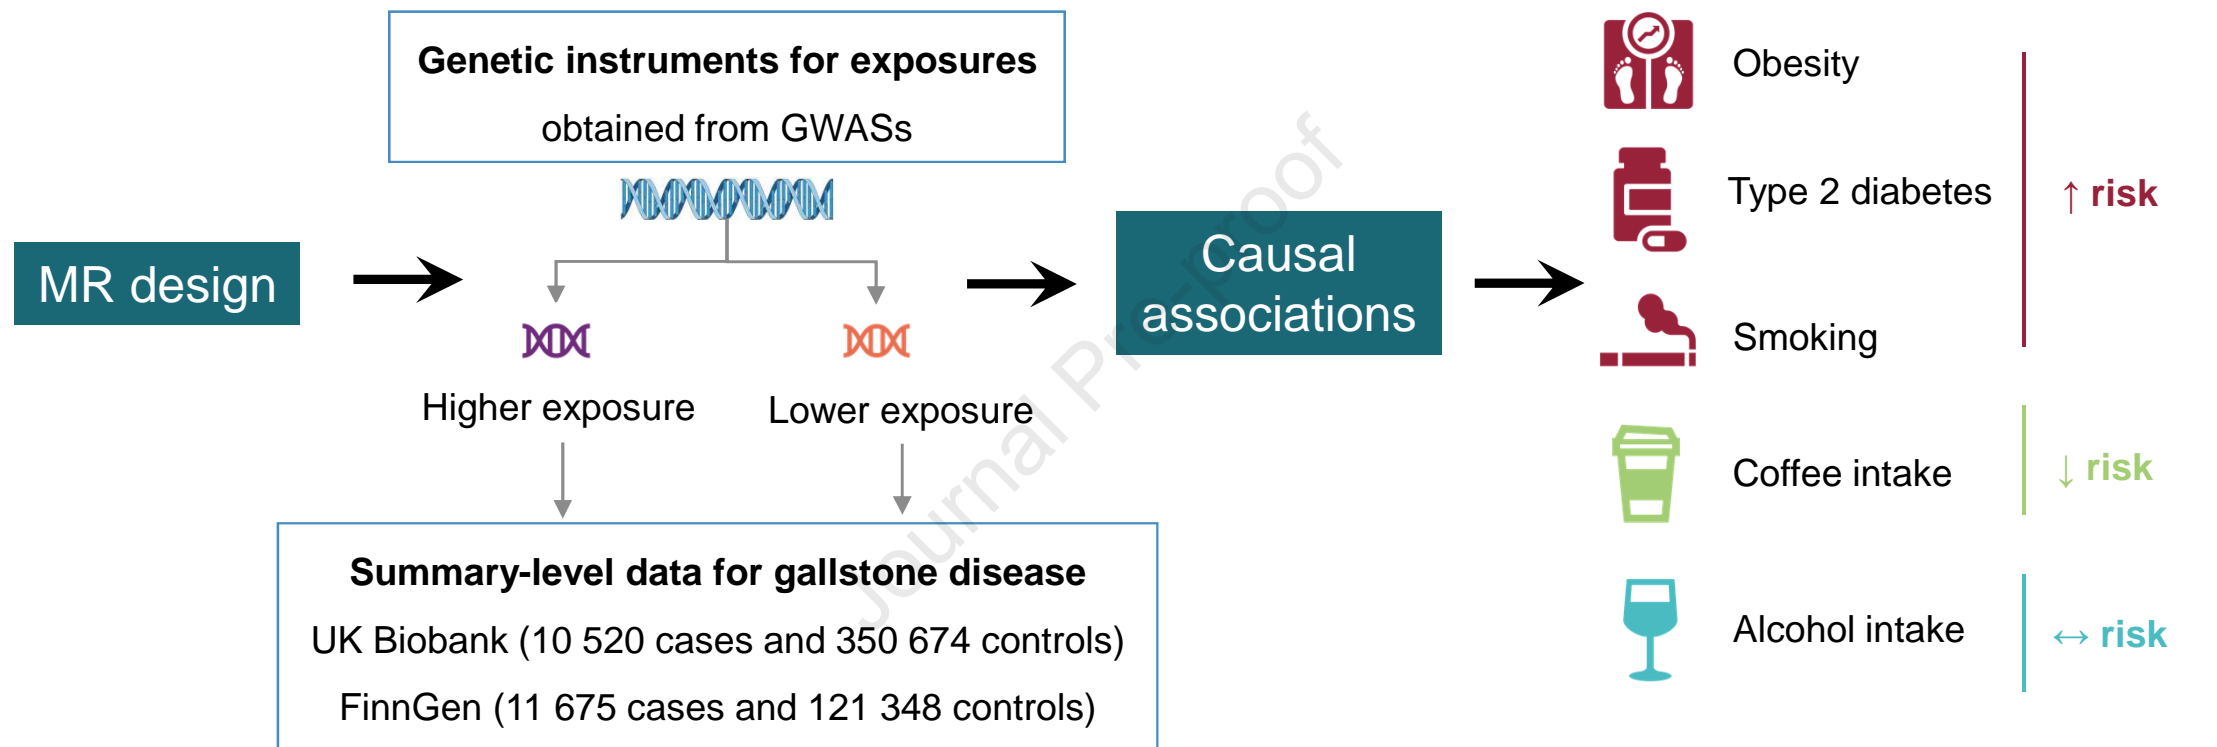 MR design
Genetic instruments for exposures
obtained from GWASs
Higher exposure
Lower exposure
Summary-level data for gallstone disease
UK Biobank (10 520 cases and 350 674 controls)
FinnGen (11 675 cases and 121 348 controls)
Causal
associations
Obesity
Type 2 diabetes
Smoking
↑ risk
Coffee intake
↓ risk
Alcohol intake
↔ risk
Journal Pre-proof